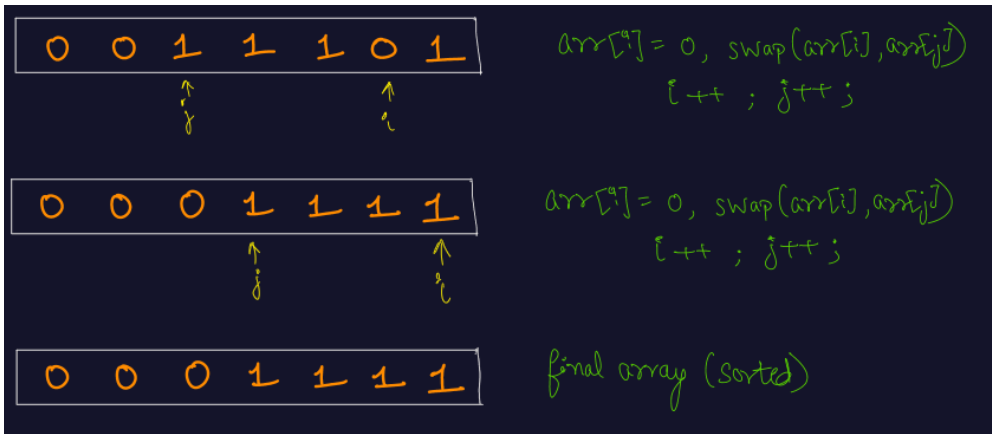 0 0 1 1 1 0 1
arr[i] = 0, swap(arr[i], arr[j])
i++ ; j++ ;
j i
0 0 0 1 1 1 1
arr[i] = 0, swap(arr[i], arr[j])
i++ ; j++ ;
j i
0 0 0 1 1 1 1
final array (sorted)